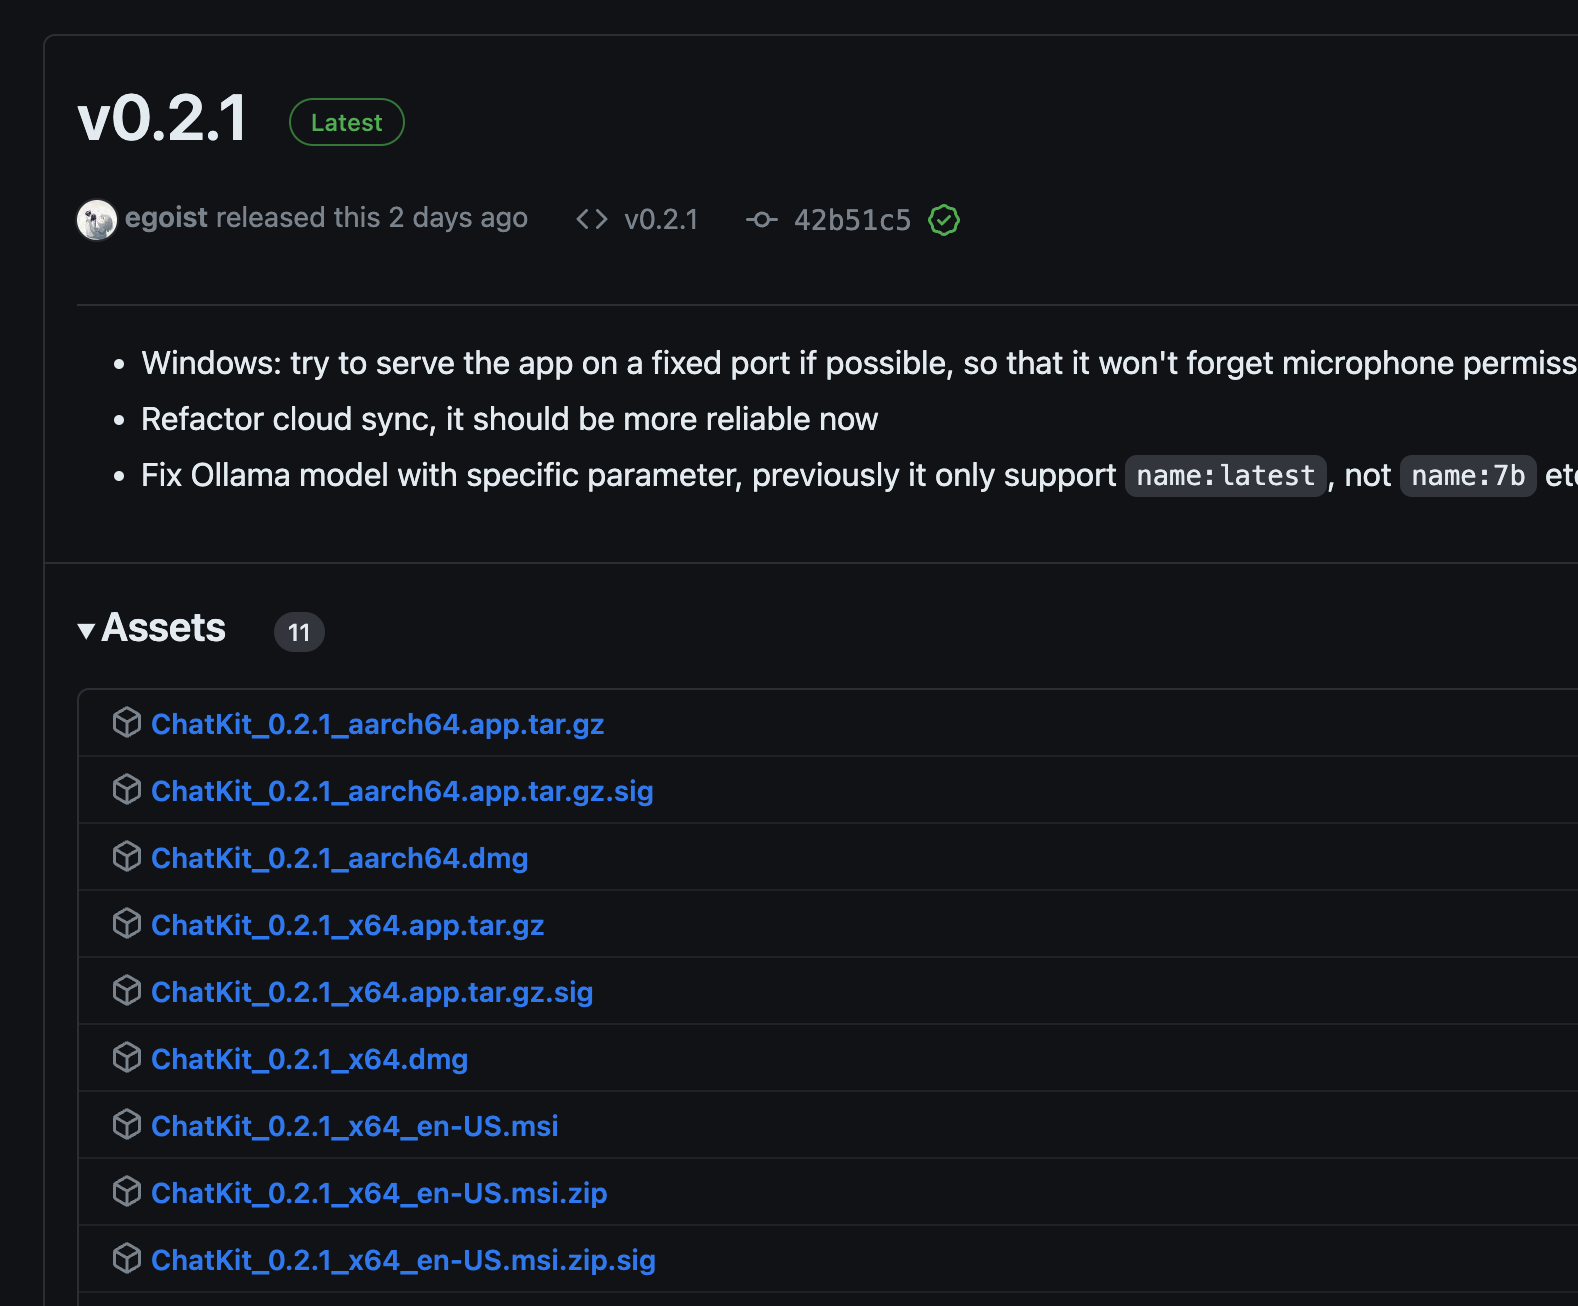 v0.2.1 Latest
egoist released this 2 days ago v0.2.1 42b51c5
Windows: try to serve the app on a fixed port if possible, so that it won't forget microphone permiss
Refactor cloud sync, it should be more reliable now
Fix Ollama model with specific parameter, previously it only support name:latest, not name:7b etc
Assets 11
ChatKit_0.2.1_aarch64.app.tar.gz
ChatKit_0.2.1_aarch64.app.tar.gz.sig
ChatKit_0.2.1_aarch64.dmg
ChatKit_0.2.1_x64.app.tar.gz
ChatKit_0.2.1_x64.app.tar.gz.sig
ChatKit_0.2.1_x64.dmg
ChatKit_0.2.1_x64_en-US.msi
ChatKit_0.2.1_x64_en-US.msi.zip
ChatKit_0.2.1_x64_en-US.msi.zip.sig